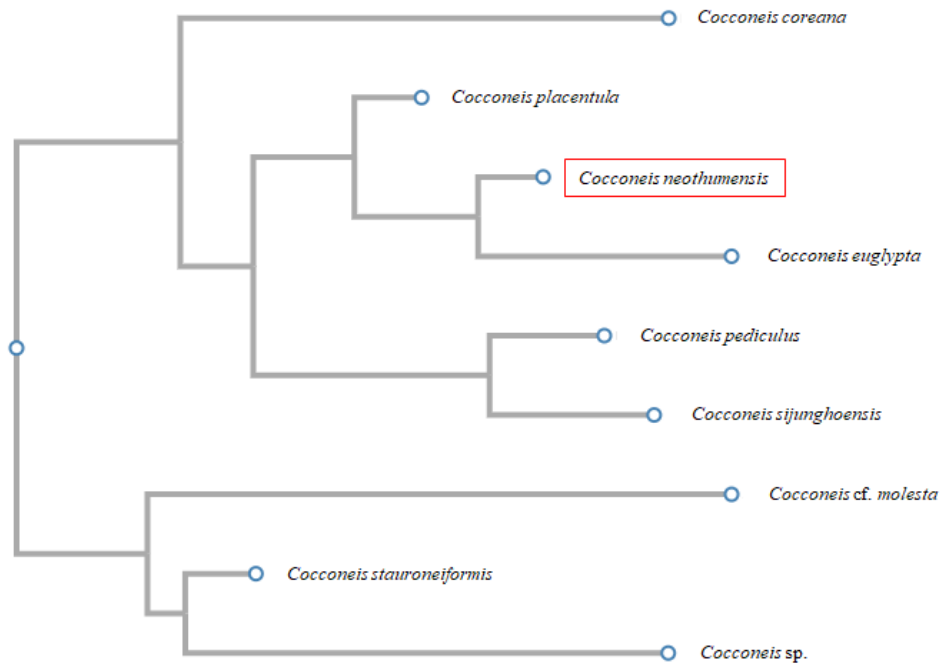 Cocconeis coreana
Cocconeis placentula
Cocconeis neothumensis
Cocconeis euglypta
Cocconeis pediculus
Cocconeis sijunghoensis
Cocconeis cf. molesta
Cocconeis stauroneiformis
Cocconeis sp.